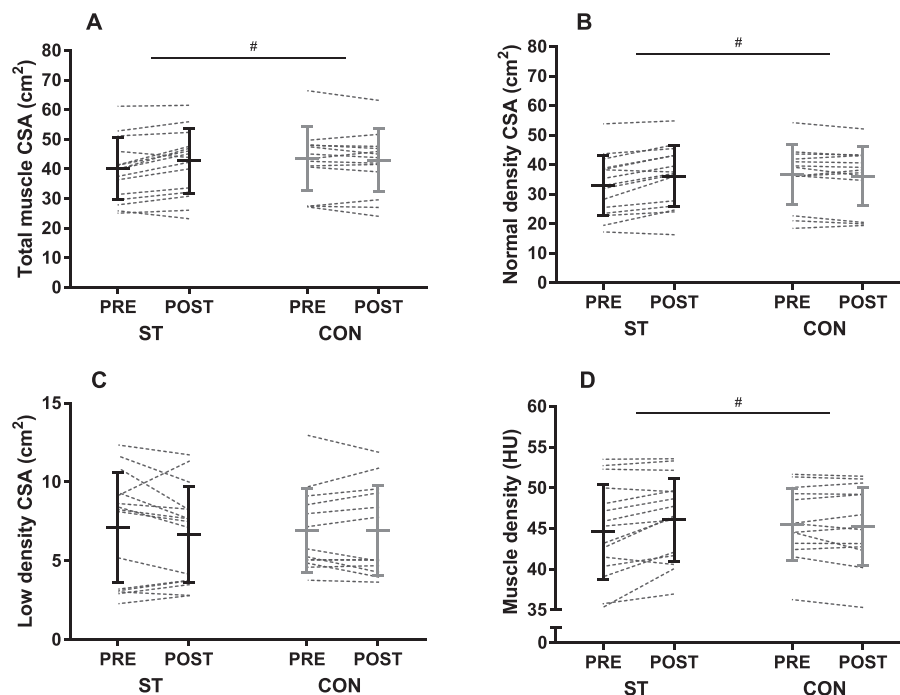 A
#
Total muscle CSA (cm²)
80
70
60
50
40
30
20
10
0
PRE POST PRE POST
ST CON
B
#
Normal density CSA (cm²)
80
70
60
50
40
30
20
10
0
PRE POST PRE POST
ST CON
C
Low density CSA (cm²)
15
10
5
0
PRE POST PRE POST
ST CON
D
#
Muscle density (HU)
60
55
50
45
40
35
0
PRE POST PRE POST
ST CON